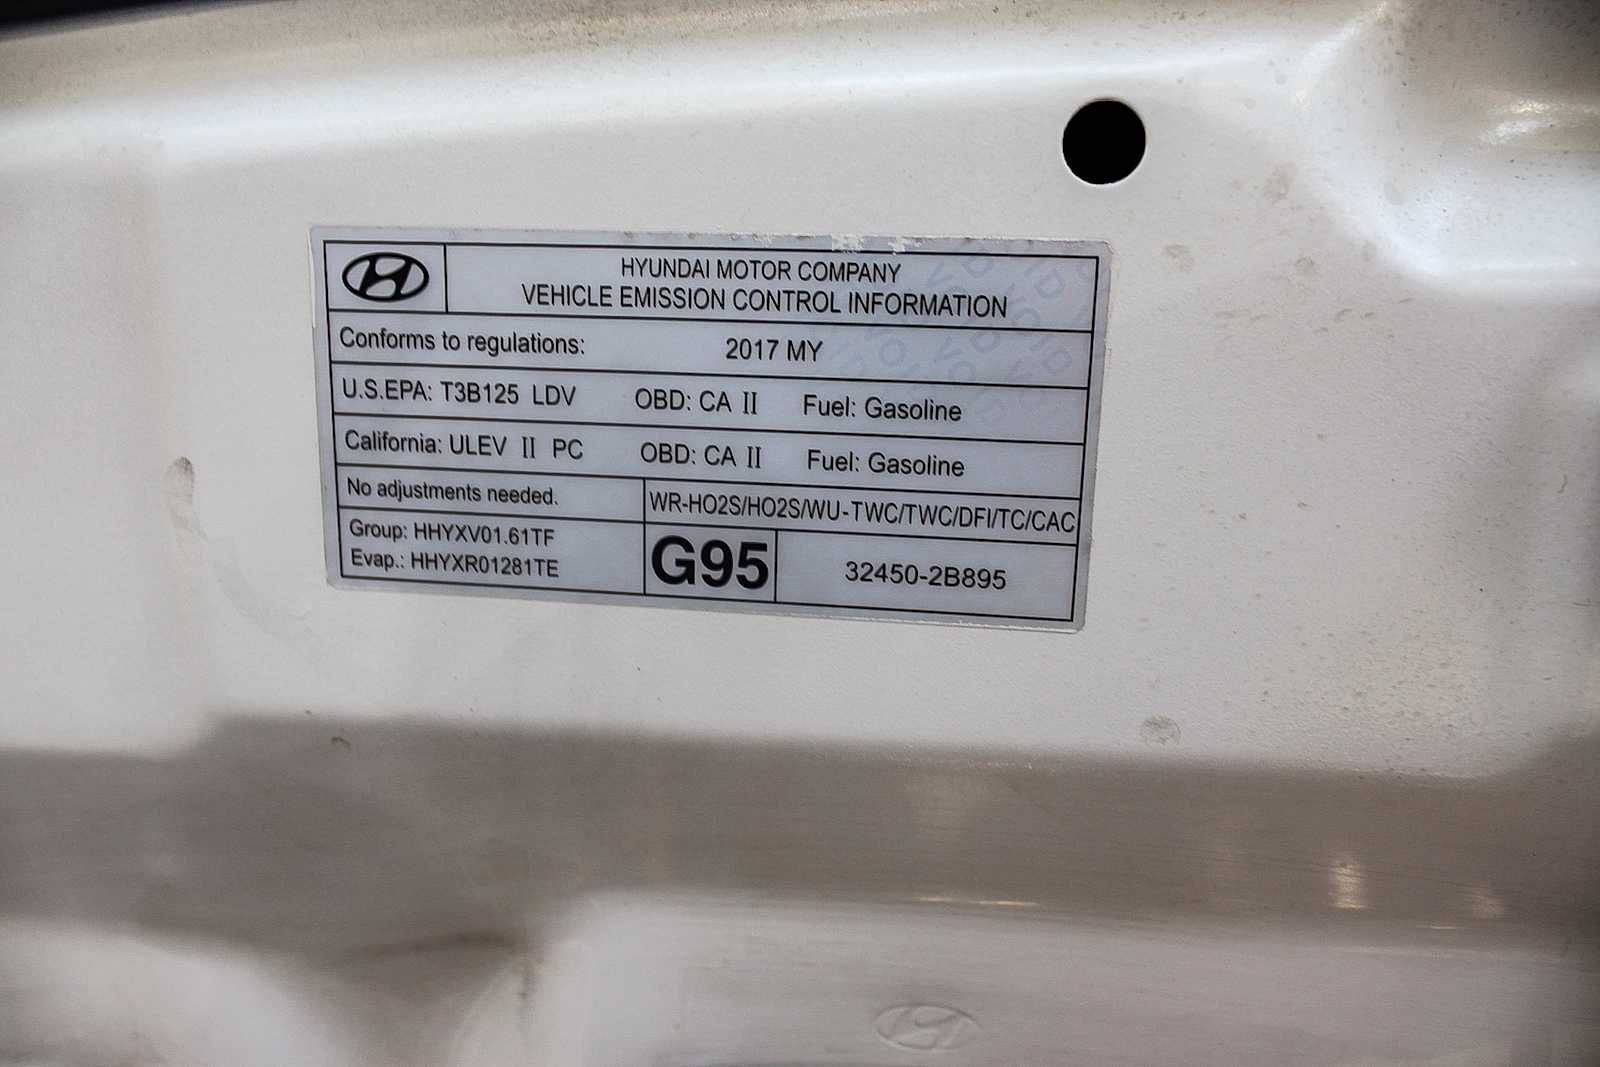 HYUNDAI MOTOR COMPANY
VEHICLE EMISSION CONTROL INFORMATION
Conforms to regulations: 2017 MY
U.S.EPA: T3B125 LDV OBD: CA II Fuel: Gasoline
California: ULEV II PC OBD: CA II Fuel: Gasoline
No adjustments needed. WR-HO2S/HO2S/WU-TWC/TWC/DFI/TC/CAC
Group: HHYXV01.61TF
Evap.: HHYXR01281TE
G95
32450-2B895